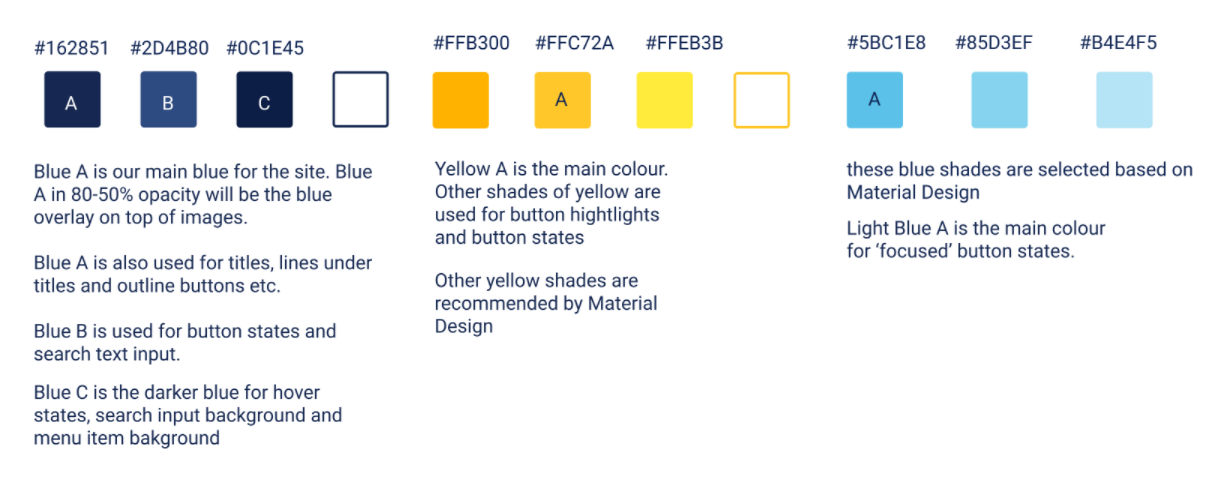 #162851 #2D4B80 #0C1E45
A B C
Blue A is our main blue for the site. Blue
A in 80-50% opacity will be the blue
overlay on top of images.
Blue A is also used for titles, lines under
titles and outline buttons etc.
Blue B is used for button states and
search text input.
Blue C is the darker blue for hover
states, search input background and
menu item bakground
#FFB300 #FFC72A #FFEB3B
A
Yellow A is the main colour.
Other shades of yellow are
used for button hightlights
and button states
Other yellow shades are
recommended by Material
Design
#5BC1E8 #85D3EF #B4E4F5
A
these blue shades are selected based on
Material Design
Light Blue A is the main colour
for ‘focused’ button states.